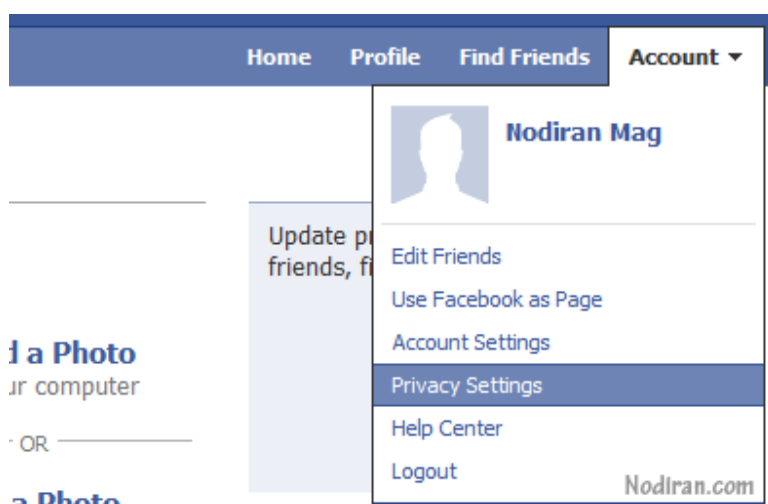 Home Profile Find Friends Account
Nodiran Mag
Update p
friends, fi
Edit Friends
Use Facebook as Page
Account Settings
d a Photo
ur computer
Privacy Settings
OR
Help Center
Logout
a Photo
Nodiran.com